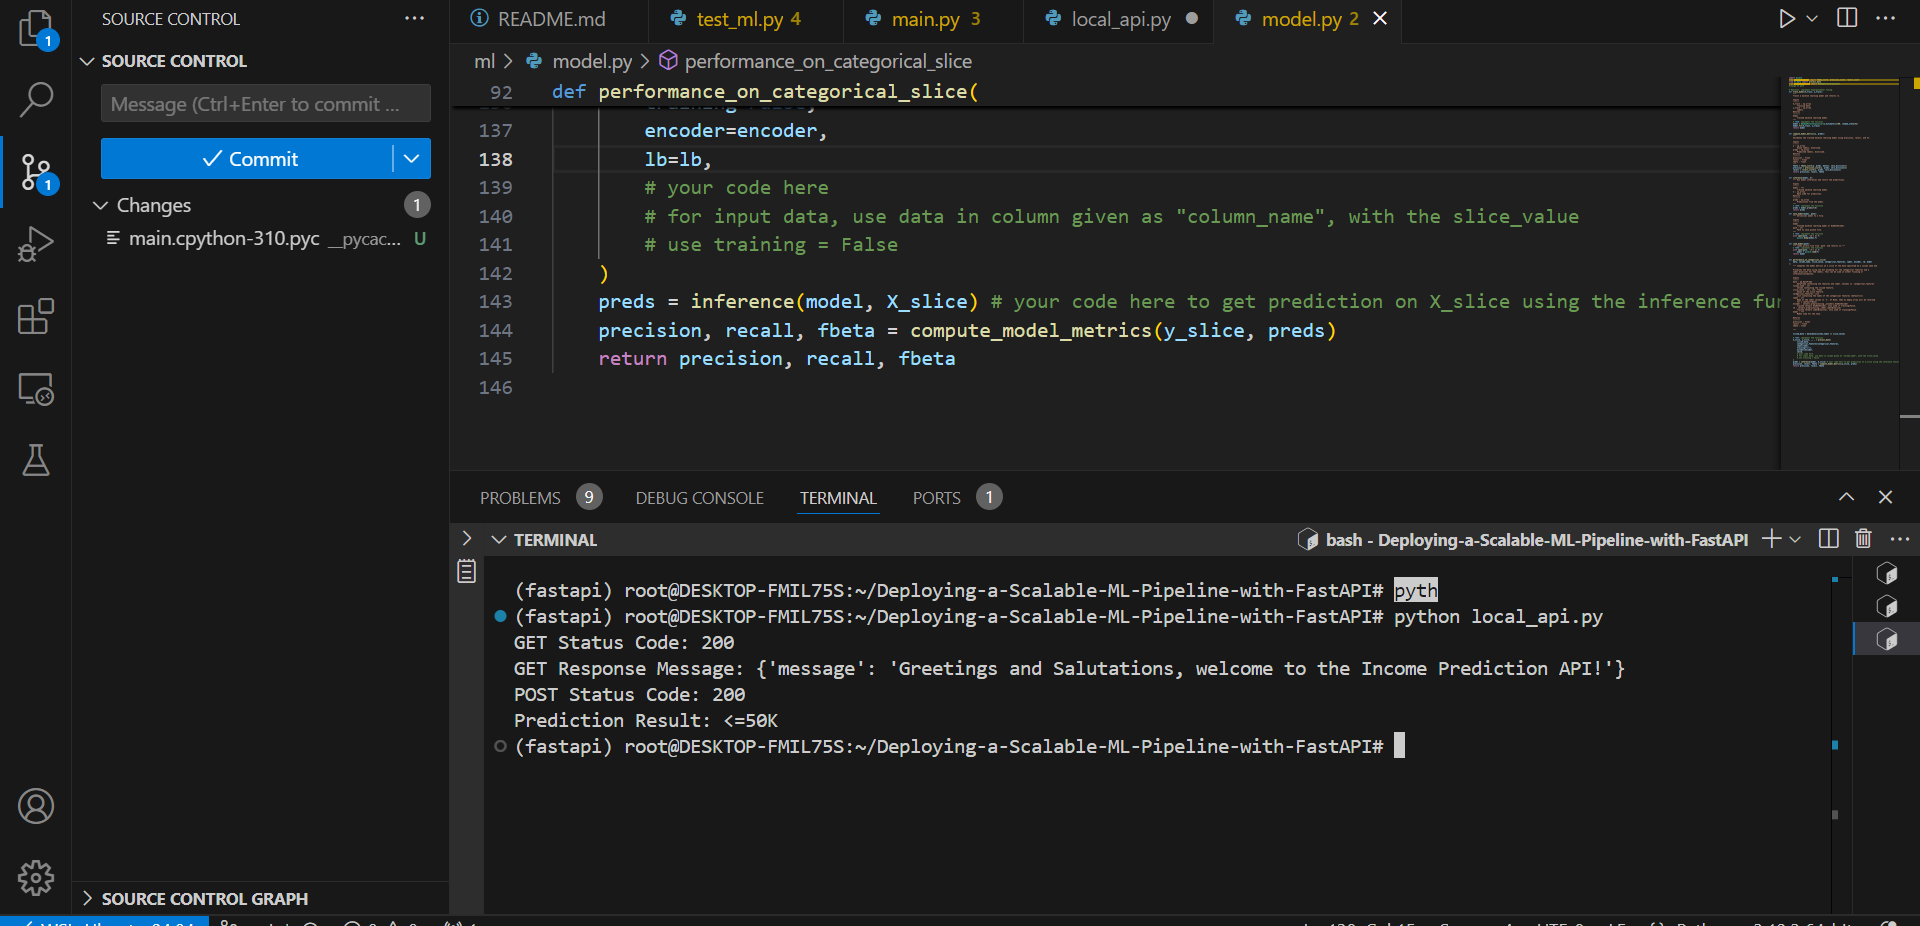 SOURCE CONTROL
SOURCE CONTROL
Message (Ctrl+Enter to commit ...
Commit
Changes 1
main.cpython-310.pyc __pycac... U
SOURCE CONTROL GRAPH
1
1
README.md
test_ml.py 4
main.py 3
local_api.py
model.py 2
ml > model.py > performance_on_categorical_slice
92 def performance_on_categorical_slice(
137 encoder=encoder,
138 lb=lb,
139 # your code here
140 # for input data, use data in column given as "column_name", with the slice_value
141 # use training = False
142 )
143 preds = inference(model, X_slice) # your code here to get prediction on X_slice using the inference fu
144 precision, recall, fbeta = compute_model_metrics(y_slice, preds)
145 return precision, recall, fbeta
146
PROBLEMS 9 DEBUG CONSOLE TERMINAL PORTS 1
TERMINAL
bash - Deploying-a-Scalable-ML-Pipeline-with-FastAPI
(fastapi) root@DESKTOP-FMIL75S:~/Deploying-a-Scalable-ML-Pipeline-with-FastAPI# pyth
(fastapi) root@DESKTOP-FMIL75S:~/Deploying-a-Scalable-ML-Pipeline-with-FastAPI# python local_api.py
GET Status Code: 200
GET Response Message: {'message': 'Greetings and Salutations, welcome to the Income Prediction API!'}
POST Status Code: 200
Prediction Result: <=50K
(fastapi) root@DESKTOP-FMIL75S:~/Deploying-a-Scalable-ML-Pipeline-with-FastAPI#